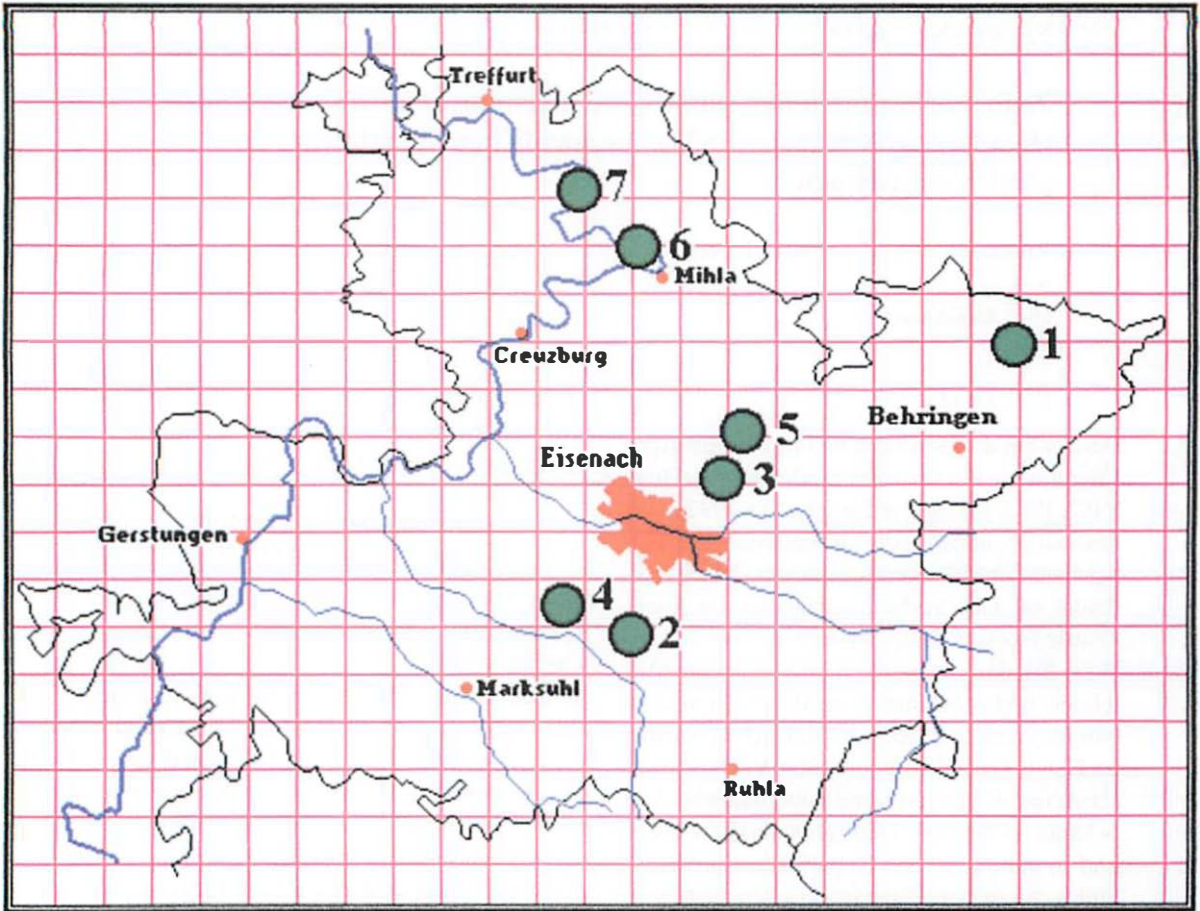 Treffurt
7
6
Mihla
1
Creuzburg
Behringen
5
Eisenach
3
Gerstungen
4
2
Marksuhl
Ruhla